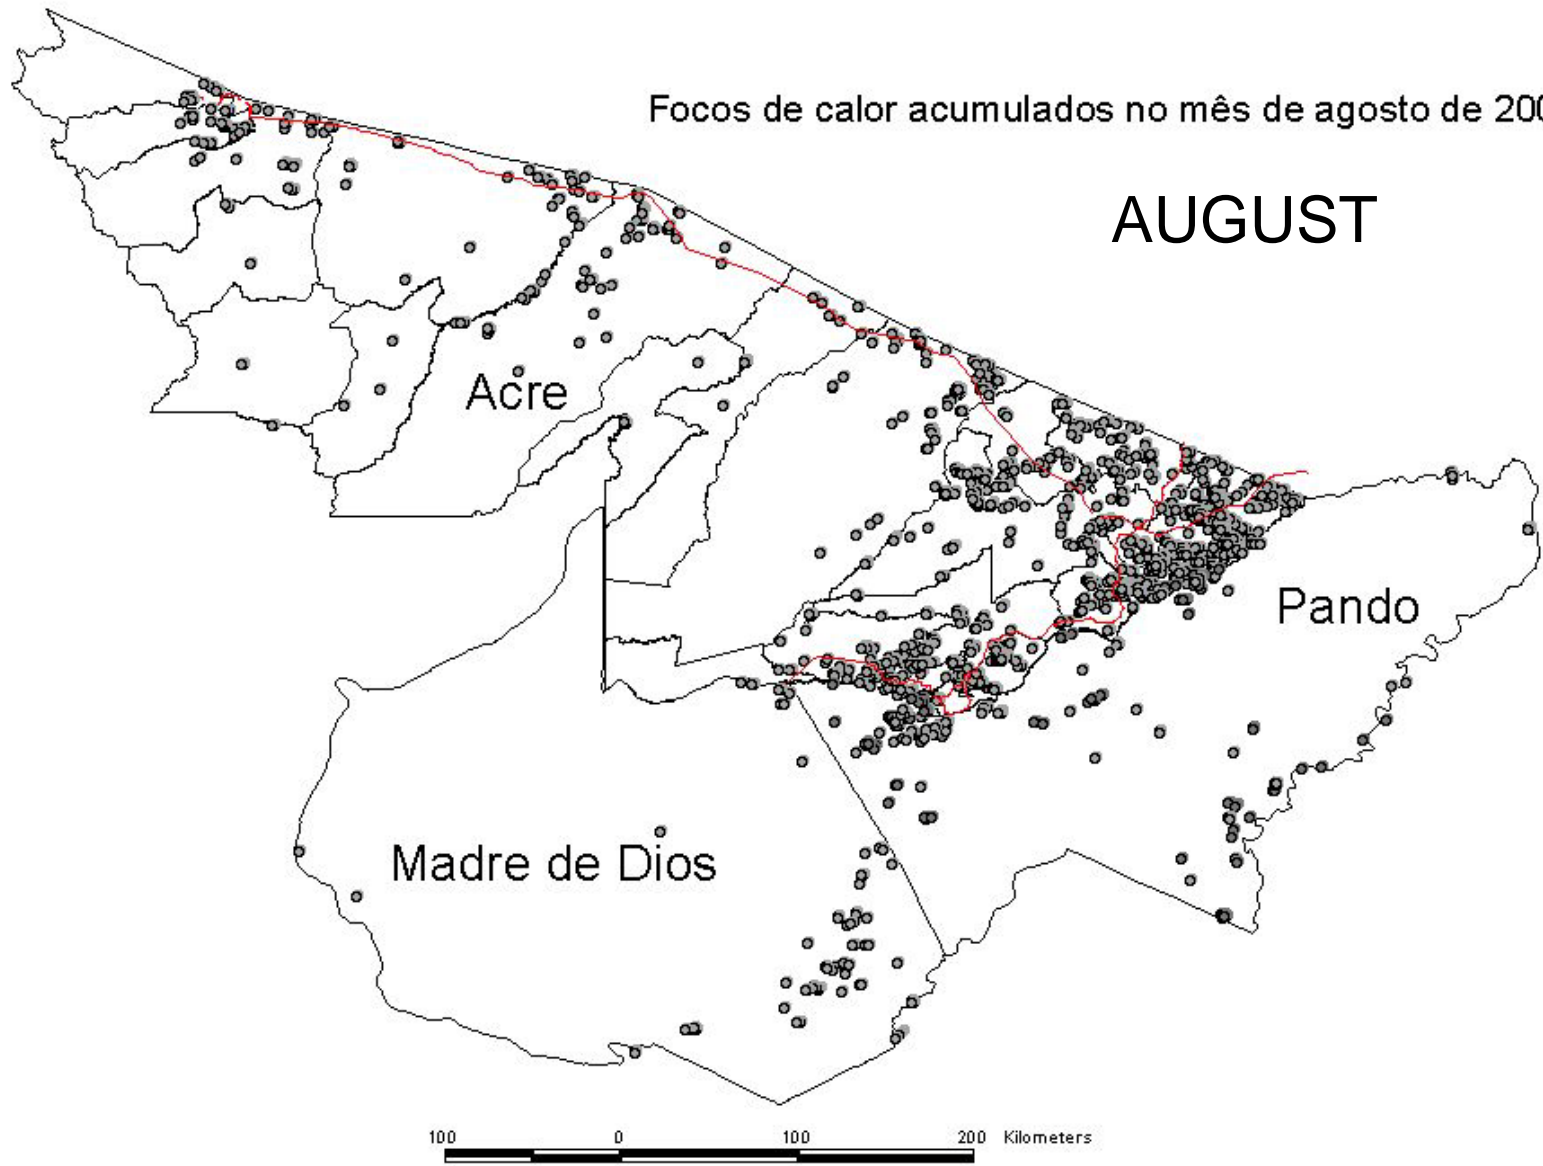 Focos de calor acumulados no mês de agosto de 200
AUGUST
Acre
Pando
Madre de Dios
100 0 100 200 Kilometers